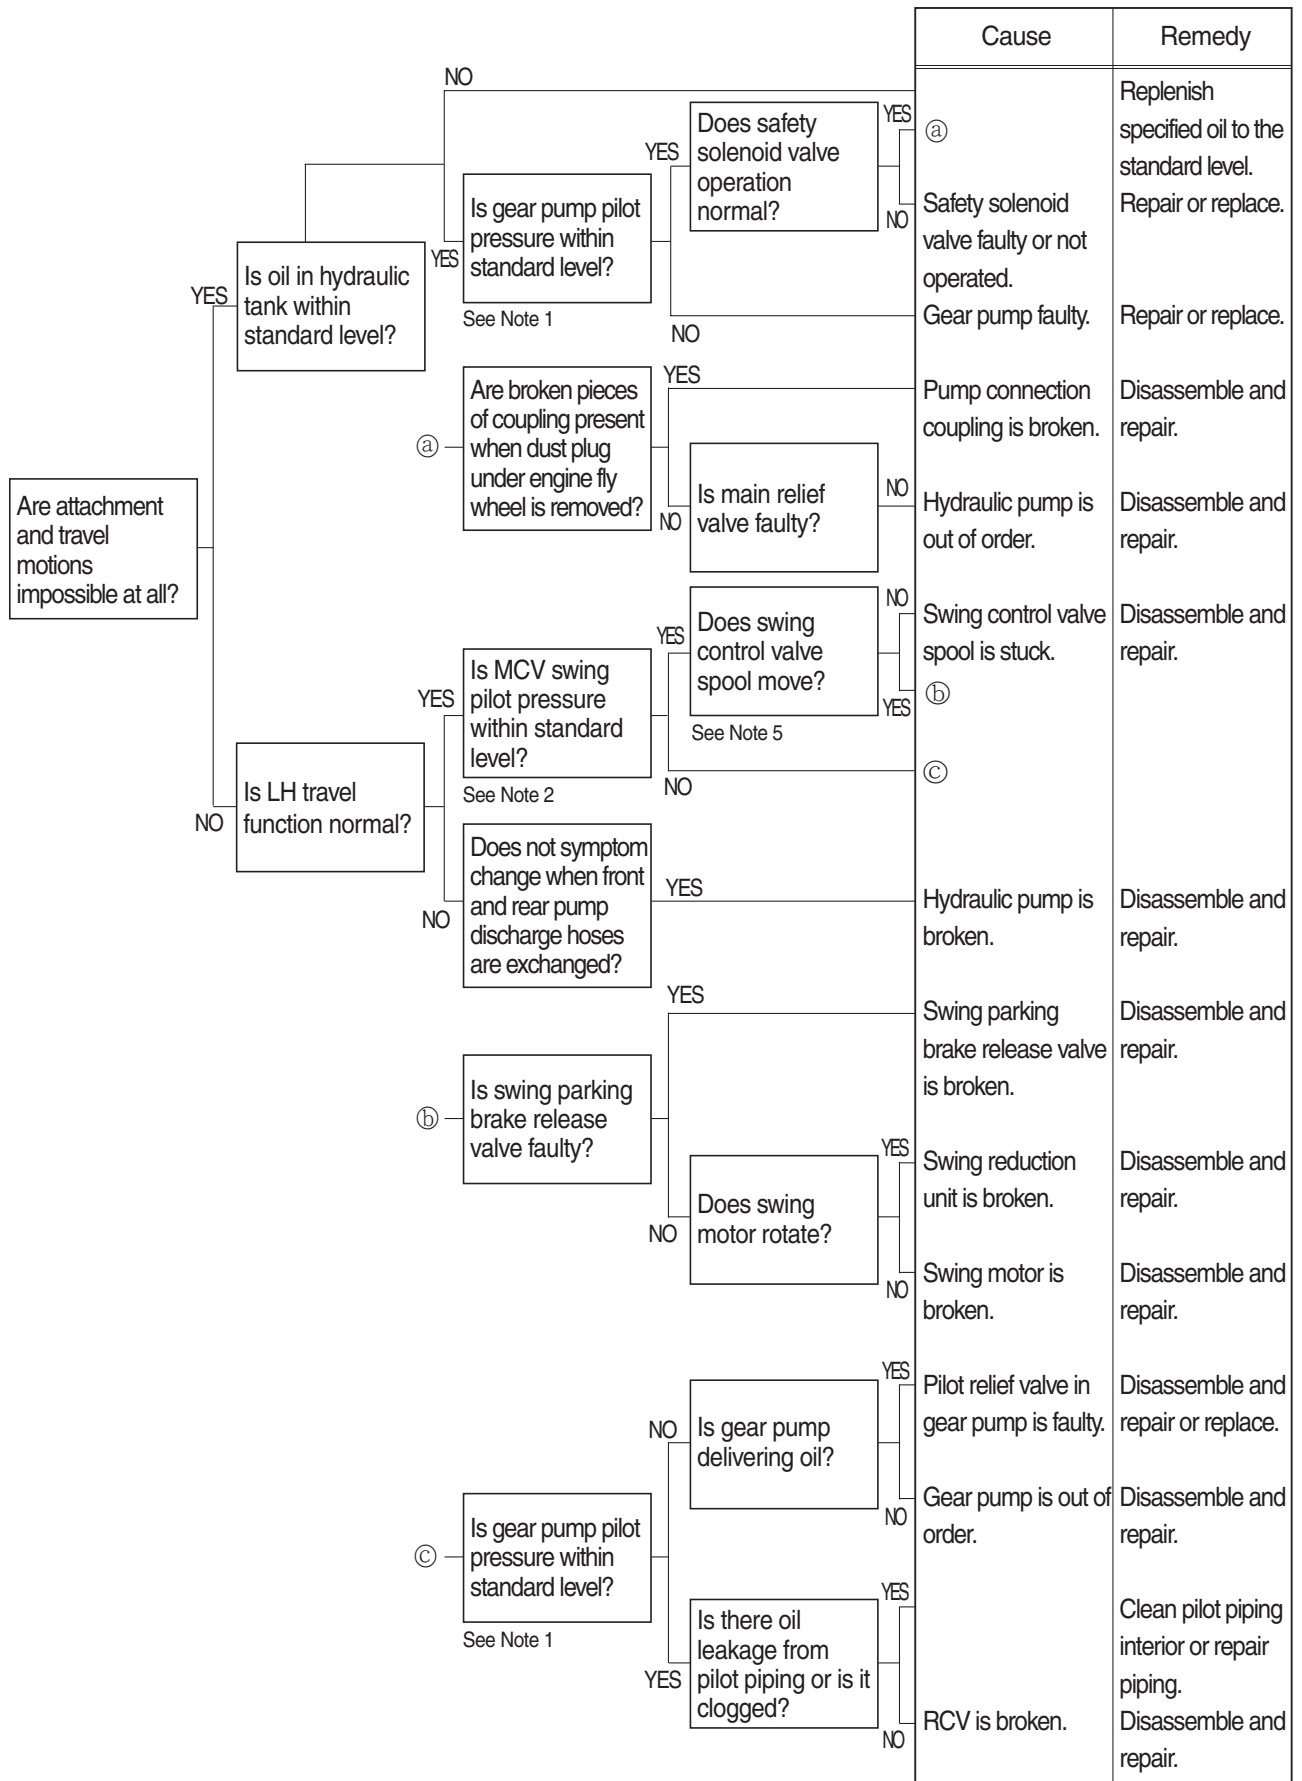 Cause
Remedy
NO
Replenish
specified oil to the
standard level.
Does safety
solenoid valve
operation
normal?
YES
ⓐ
YES
NO
Safety solenoid
valve faulty or not
operated.
Repair or replace.
Is gear pump pilot
pressure within
standard level?
YES
See Note 1
NO
Gear pump faulty.
Repair or replace.
Is oil in hydraulic
tank within
standard level?
YES
Are broken pieces
of coupling present
when dust plug
under engine fly
wheel is removed?
ⓐ
YES
Pump connection
coupling is broken.
Disassemble and
repair.
NO
Is main relief
valve faulty?
NO
Hydraulic pump is
out of order.
Disassemble and
repair.
Are attachment
and travel
motions
impossible at all?
Does swing
control valve
spool move?
See Note 5
YES
NO
Swing control valve
spool is stuck.
Disassemble and
repair.
YES
ⓑ
Is MCV swing
pilot pressure
within standard
level?
See Note 2
YES
NO
ⓒ
Is LH travel
function normal?
NO
Does not symptom
change when front
and rear pump
discharge hoses
are exchanged?
NO
YES
Hydraulic pump is
broken.
Disassemble and
repair.
YES
Swing parking
brake release valve
is broken.
Disassemble and
repair.
ⓑ
Is swing parking
brake release
valve faulty?
NO
Does swing
motor rotate?
YES
Swing reduction
unit is broken.
Disassemble and
repair.
NO
Swing motor is
broken.
Disassemble and
repair.
NO
Is gear pump
delivering oil?
YES
Pilot relief valve in
gear pump is faulty.
Disassemble and
repair or replace.
NO
Gear pump is out of
order.
Disassemble and
repair.
ⓒ
Is gear pump pilot
pressure within
standard level?
See Note 1
YES
Is there oil
leakage from
pilot piping or is it
clogged?
YES
Clean pilot piping
interior or repair
piping.
NO
RCV is broken.
Disassemble and
repair.